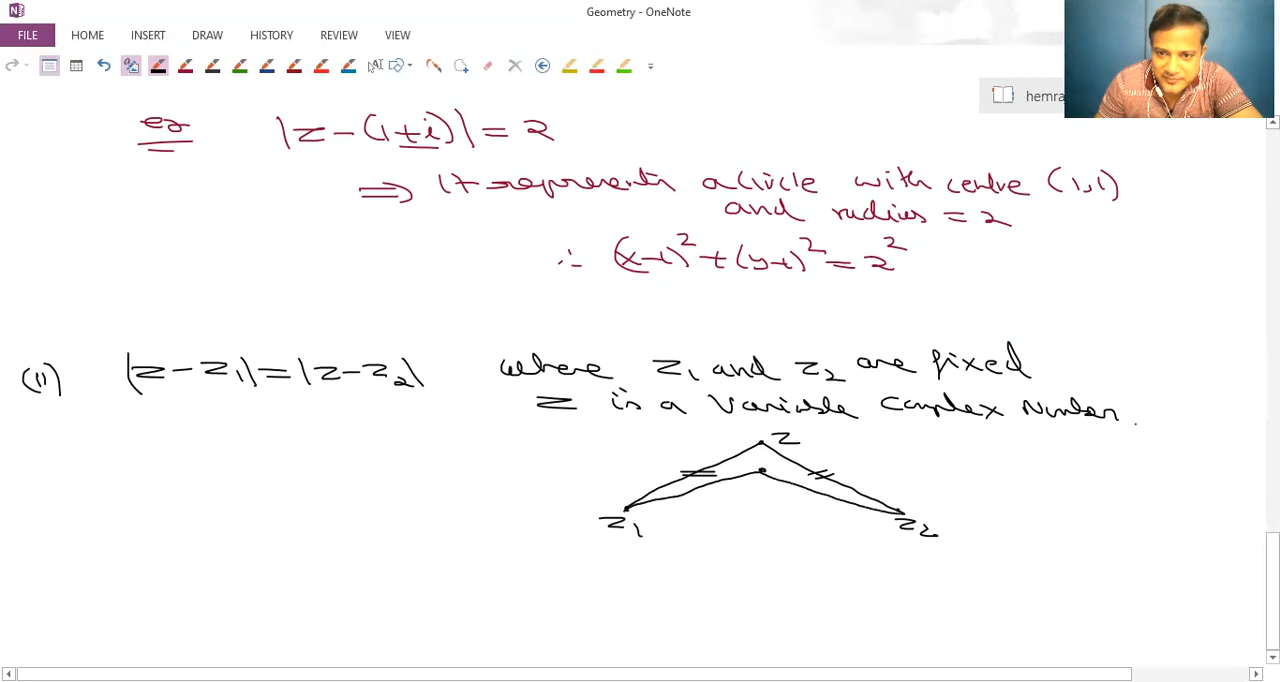 Geometry - OneNote
FILE HOME INSERT DRAW HISTORY REVIEW VIEW
hemra
ex |z-(1+i)|=2
⇒ It represents a circle with centre (1,1)
and radius = 2
∴ (x-1)²+(y-1)²=2²
(ii) |z-z₁|=|z-z₂| where z₁ and z₂ are fixed
z is a variable complex number.
z
z₁ z₂